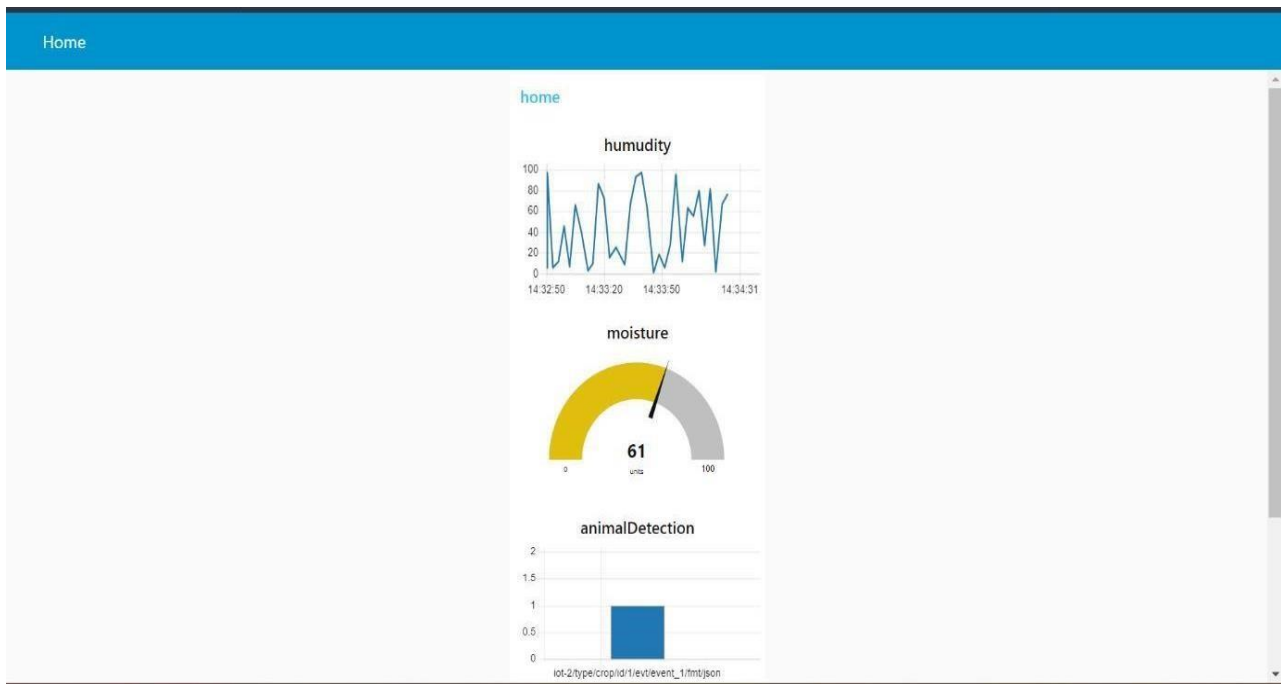 Home
home
humudity
100
80
60
40
20
0
14:32:50 14:33:20 14:33:50 14:34:31
moisture
61
0 units 100
animalDetection
2
1.5
1
0.5
0
iot-2/type/crop/id/1/evt/event_1/fmt/json